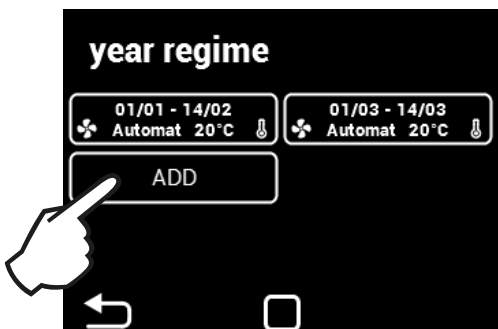 year regime
01/01 - 14/02
Automat 20°C
01/03 - 14/03
Automat 20°C
ADD